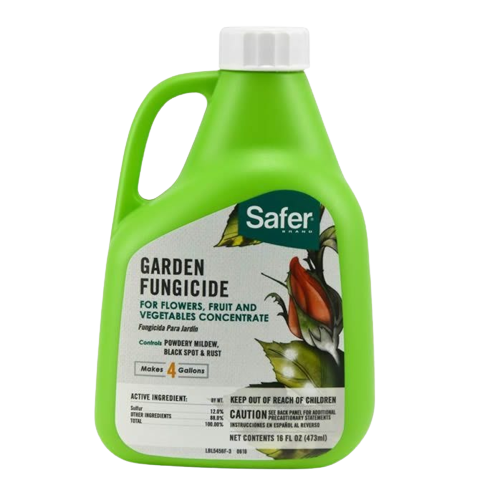 Safer
BRAND
GARDEN
FUNGICIDE
FOR FLOWERS, FRUIT AND
VEGETABLES CONCENTRATE
Fungicida Para Jardín
Controls POWDERY MILDEW,
BLACK SPOT & RUST
Makes 4 Gallons
ACTIVE INGREDIENT: BY WT.
Sulfur 12.0%
OTHER INGREDIENTS 88.0%
TOTAL 100.00%
KEEP OUT OF REACH OF CHILDREN
CAUTION SEE BACK PANEL FOR ADDITIONAL
PRECAUTIONARY STATEMENTS
INSTRUCCIONES EN ESPAÑOL AL REVERSO
NET CONTENTS 16 FL OZ (473ml)